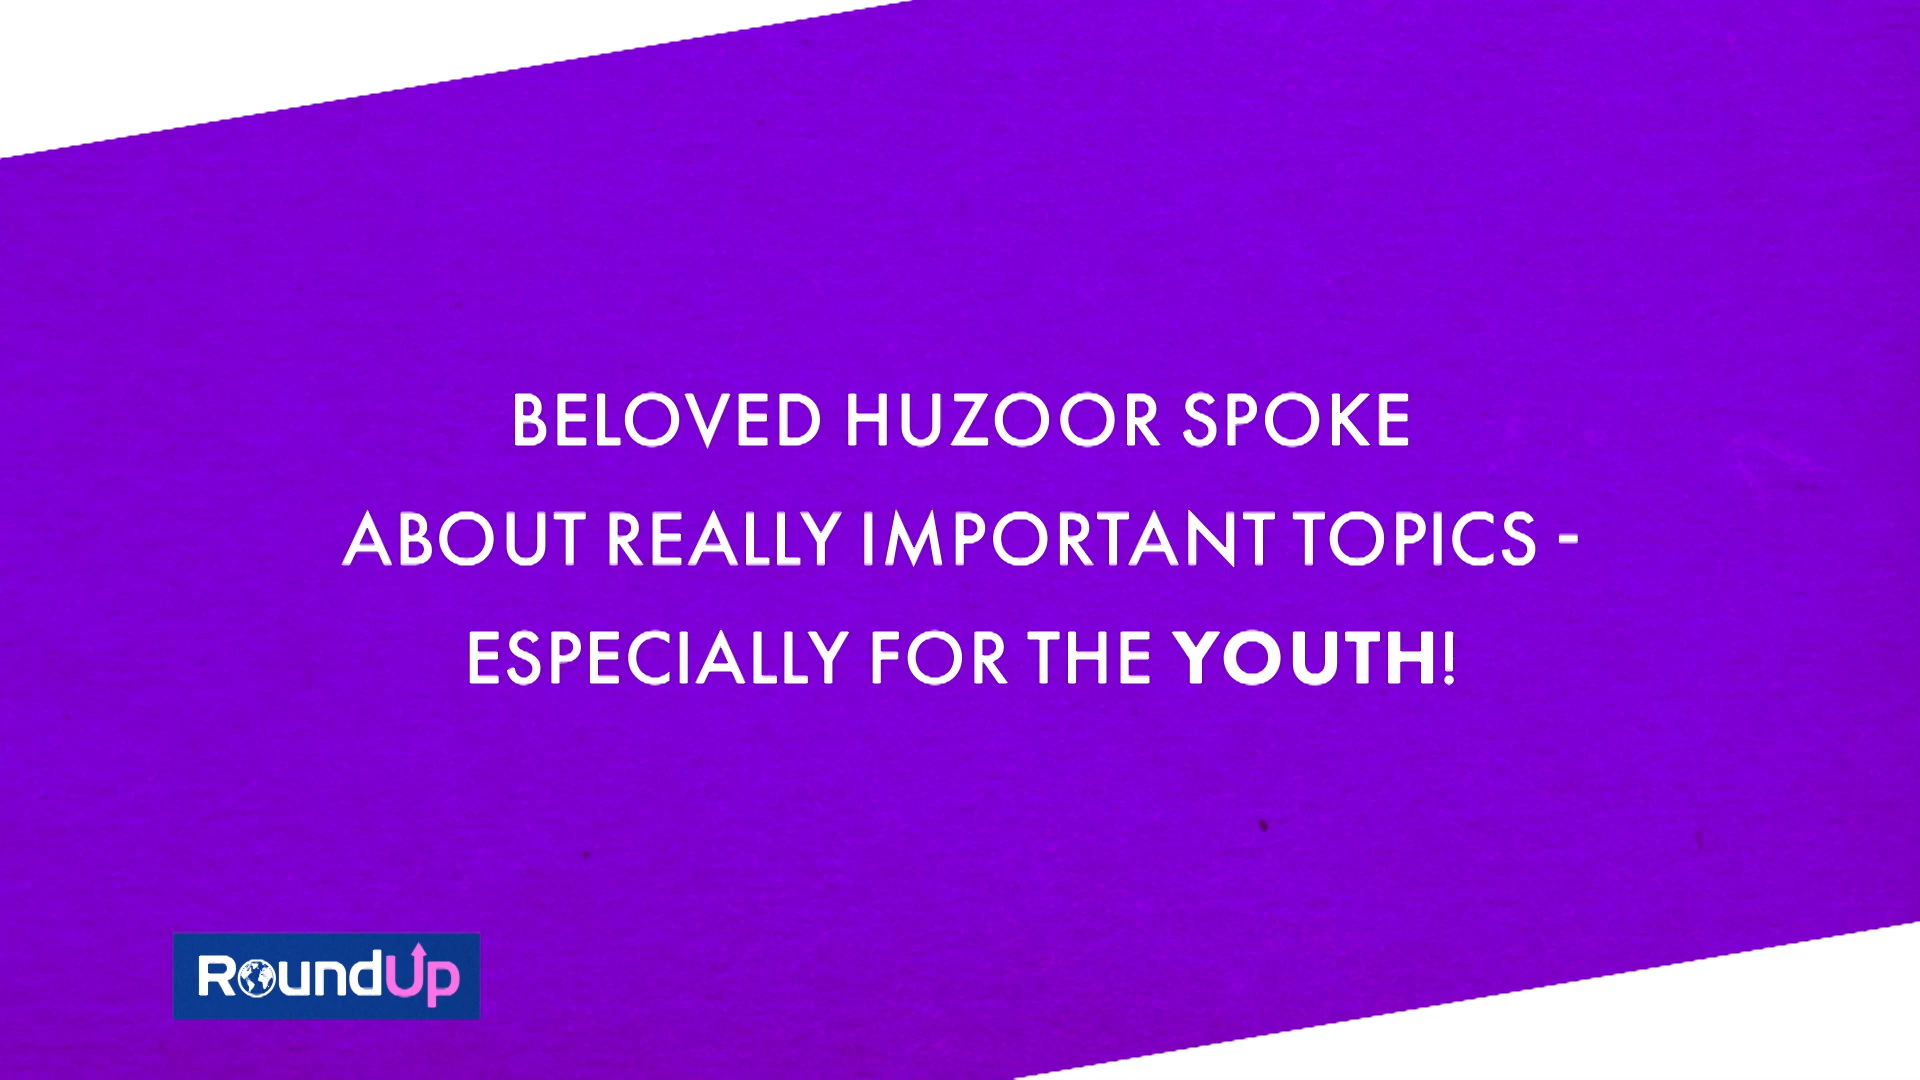 BELOVED HUZOOR SPOKE
ABOUT REALLY IMPORTANT TOPICS -
ESPECIALLY FOR THE YOUTH!
RoundUp